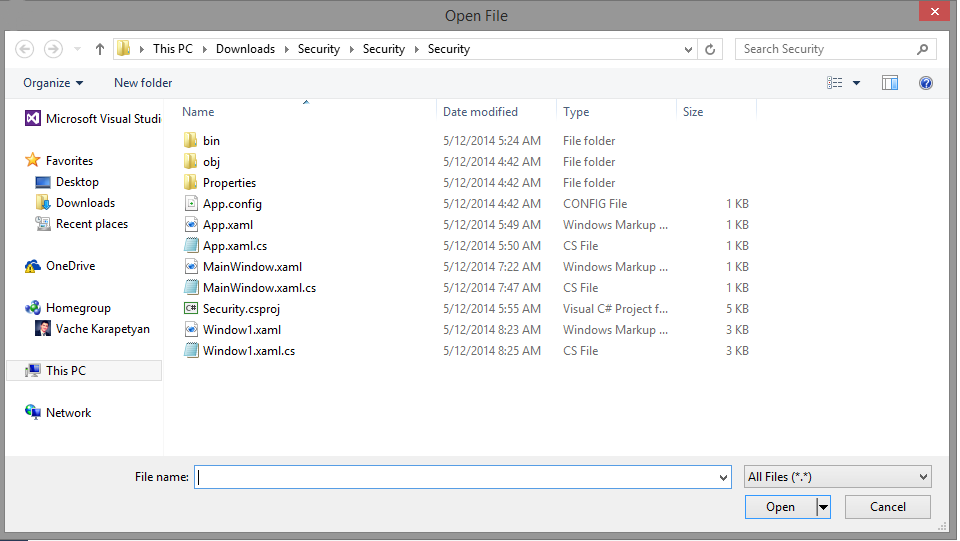 Open File
This PC Downloads Security Security Security
Search Security
Organize New folder
Name Date modified Type Size
Microsoft Visual Studi
Favorites
Desktop
Downloads
Recent places
OneDrive
Homegroup
Vache Karapetyan
This PC
Network
bin 5/12/2014 5:24 AM File folder
obj 5/12/2014 4:42 AM File folder
Properties 5/12/2014 4:42 AM File folder
App.config 5/12/2014 4:42 AM CONFIG File 1 KB
App.xaml 5/12/2014 5:49 AM Windows Markup ... 1 KB
App.xaml.cs 5/12/2014 5:50 AM CS File 1 KB
MainWindow.xaml 5/12/2014 7:22 AM Windows Markup ... 1 KB
MainWindow.xaml.cs 5/12/2014 7:47 AM CS File 1 KB
C# Security.csproj 5/12/2014 5:55 AM Visual C# Project f... 5 KB
Window1.xaml 5/12/2014 8:23 AM Windows Markup ... 3 KB
Window1.xaml.cs 5/12/2014 8:25 AM CS File 3 KB
File name: All Files (*.*)
Open Cancel